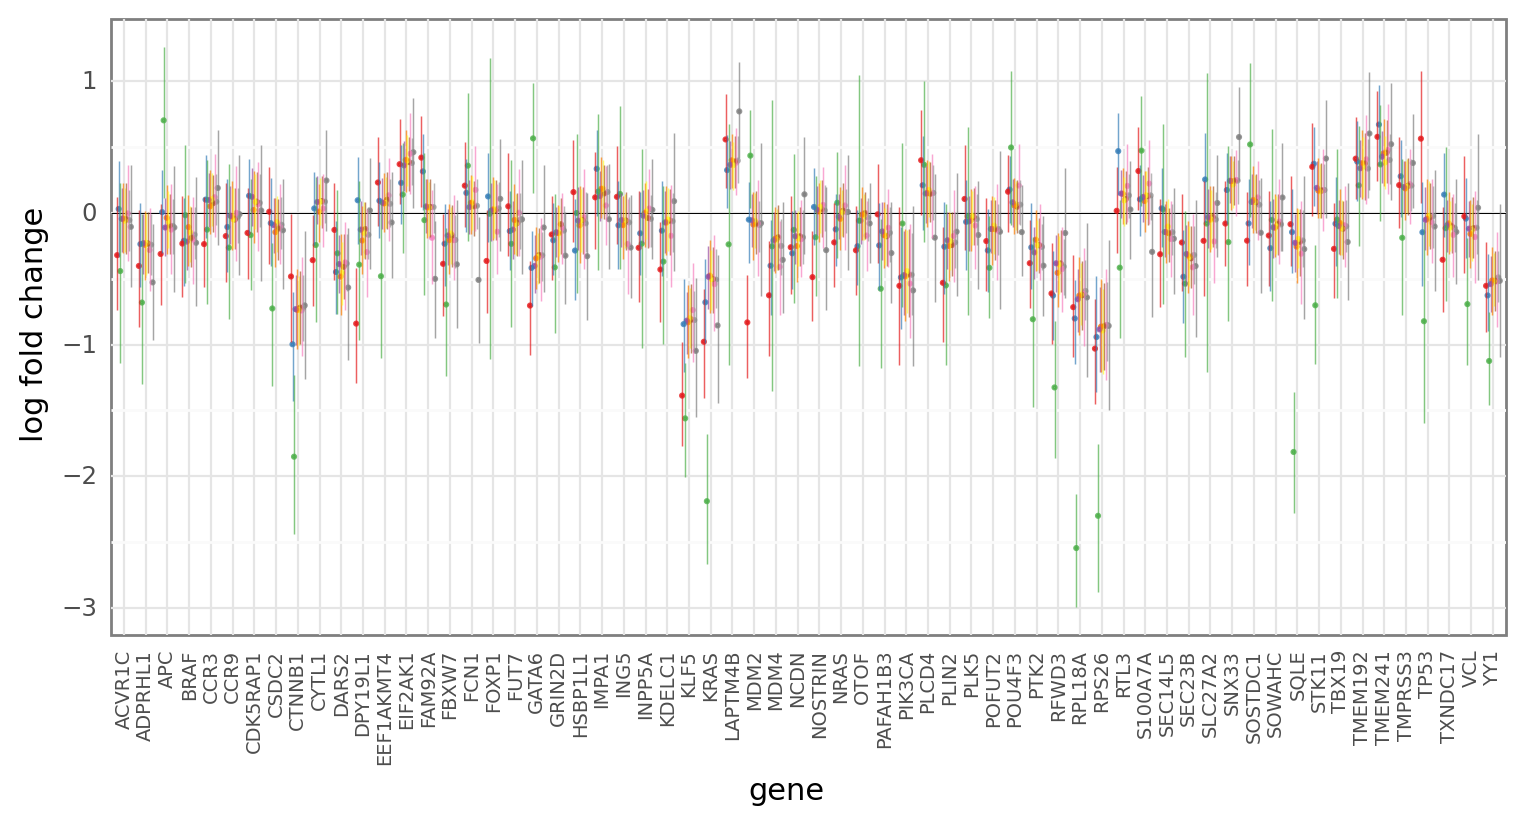 log fold change
1
0
−1
−2
−3
ACVR1C
ADPRHL1
APC
BRAF
CCR3
CCR9
CDK5RAP1
CSDC2
CTNNB1
CYTL1
DARS2
DPY19L1
EEF1AKMT4
EIF2AK1
FAM92A
FBXW7
FCN1
FOXP1
FUT7
GATA6
GRIN2D
HSBP1L1
IMPA1
ING5
INPP5A
KDELC1
KLF5
KRAS
LAPTM4B
MDM2
MDM4
NCDN
NOSTRIN
NRAS
OTOF
PAFAH1B3
PIK3CA
PLCD4
PLIN2
PLK5
POFUT2
POU4F3
PTK2
RFWD3
RPL18A
RPS26
RTL3
S100A7A
SEC14L5
SEC23B
SLC27A2
SNX33
SOSTDC1
SOWAHC
SQLE
STK11
TBX19
TMEM192
TMEM241
TMPRSS3
TP53
TXNDC17
VCL
YY1
gene